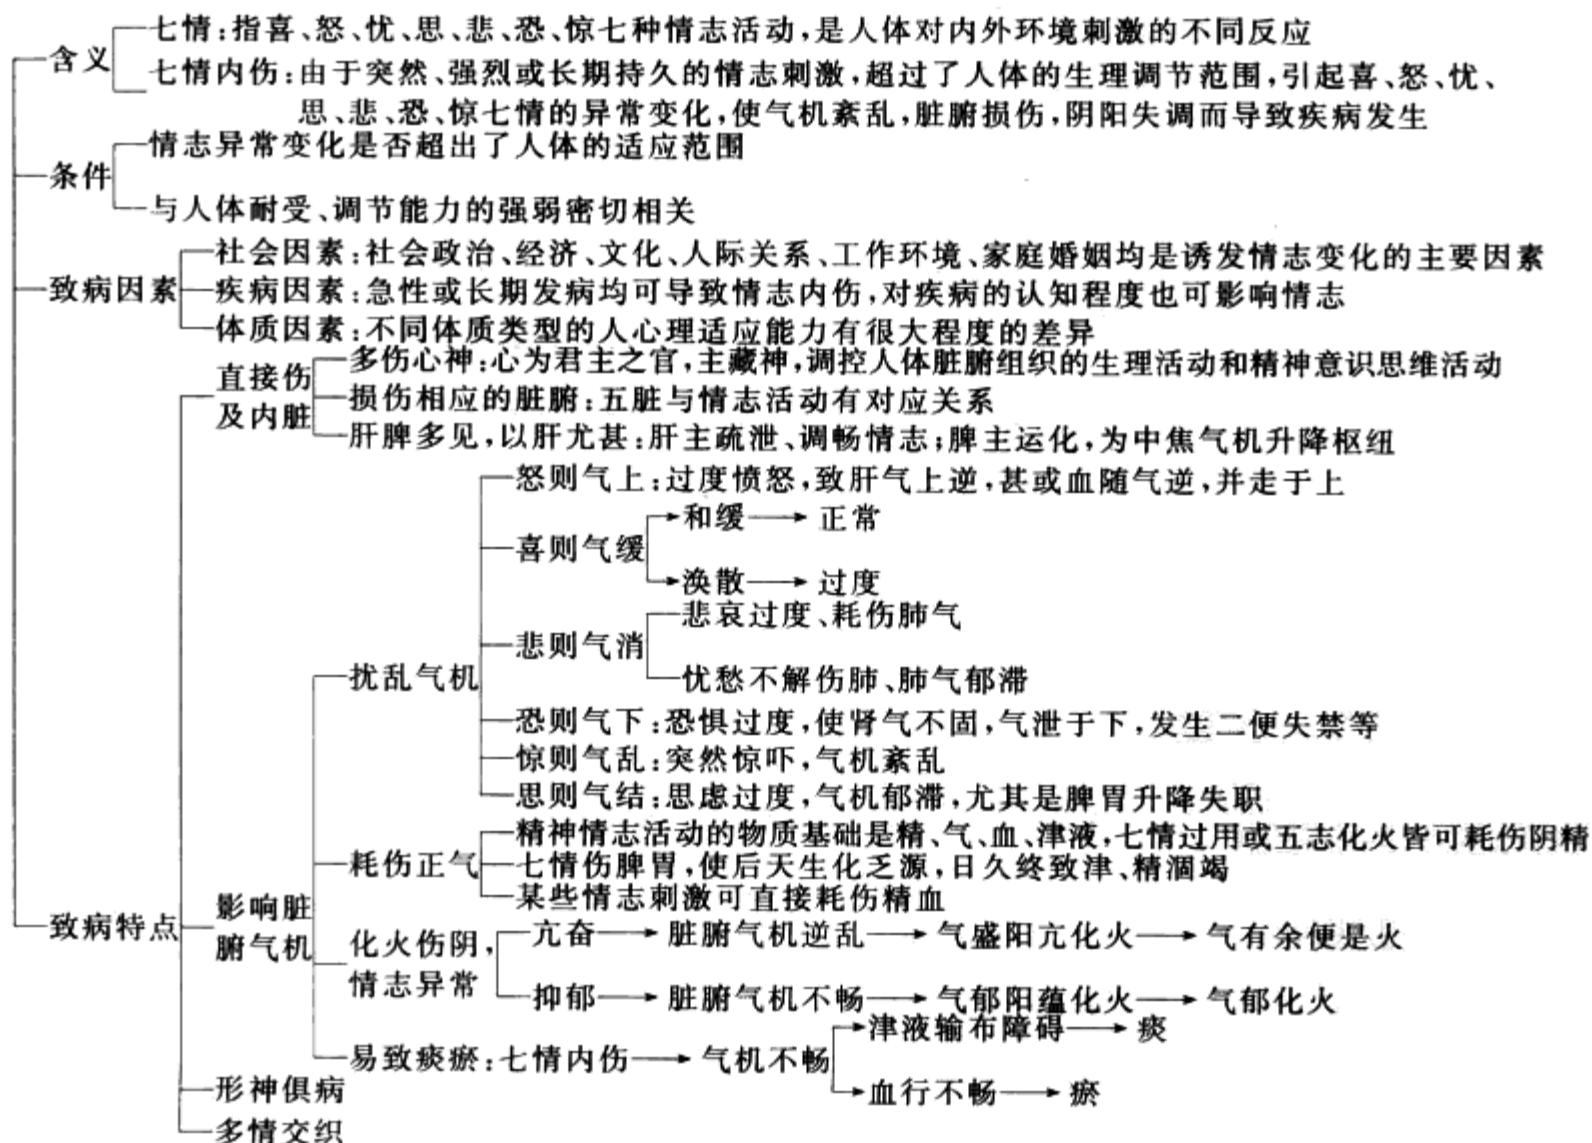 含义
七情:指喜、怒、忧、思、悲、恐、惊七种情志活动,是人体对内外环境刺激的不同反应
七情内伤:由于突然、强烈或长期持久的情志刺激,超过了人体的生理调节范围,引起喜、怒、忧、
思、悲、恐、惊七情的异常变化,使气机紊乱,脏腑损伤,阴阳失调而导致疾病发生
条件
情志异常变化是否超出了人体的适应范围
与人体耐受、调节能力的强弱密切相关
致病因素
社会因素:社会政治、经济、文化、人际关系、工作环境、家庭婚姻均是诱发情志变化的主要因素
疾病因素:急性或长期发病均可导致情志内伤,对疾病的认知程度也可影响情志
体质因素:不同体质类型的人心理适应能力有很大程度的差异
致病特点
直接伤
及内脏
多伤心神:心为君主之官,主藏神,调控人体脏腑组织的生理活动和精神意识思维活动
损伤相应的脏腑:五脏与情志活动有对应关系
肝脾多见,以肝尤甚:肝主疏泄、调畅情志;脾主运化,为中焦气机升降枢纽
影响脏
腑气机
扰乱气机
怒则气上:过度愤怒,致肝气上逆,甚或血随气逆,并走于上
喜则气缓
和缓→正常
涣散→过度
悲则气消
悲哀过度、耗伤肺气
忧愁不解伤肺、肺气郁滞
恐则气下:恐惧过度,使肾气不固,气泄于下,发生二便失禁等
惊则气乱:突然惊吓,气机紊乱
思则气结:思虑过度,气机郁滞,尤其是脾胃升降失职
耗伤正气
精神情志活动的物质基础是精、气、血、津液,七情过用或五志化火皆可耗伤阴精
七情伤脾胃,使后天生化乏源,日久终致津、精涸竭
某些情志刺激可直接耗伤精血
化火伤阴,
情志异常
亢奋→脏腑气机逆乱→气盛阳亢化火→气有余便是火
抑郁→脏腑气机不畅→气郁阳蕴化火→气郁化火
易致痰瘀:七情内伤→气机不畅
津液输布障碍→痰
血行不畅→瘀
形神俱病
多情交织